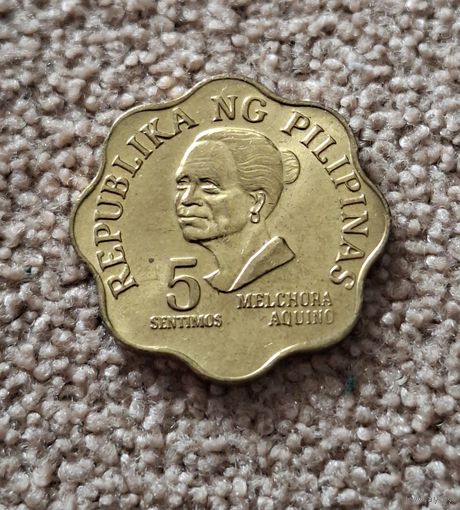 REPUBLIKA NG PILIPINAS
5
SENTIMOS
MELCHORA
AQUINO